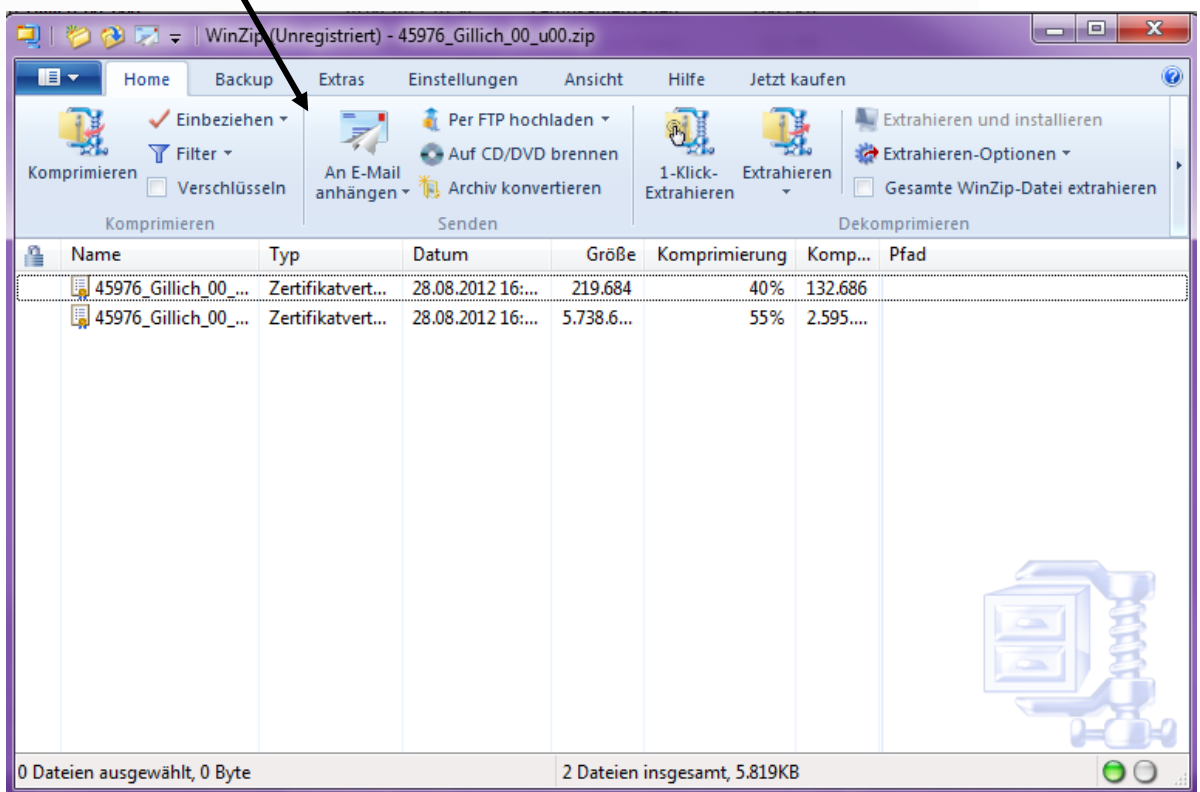 WinZip (Unregistriert) - 45976_Gillich_00_u00.zip
Home Backup Extras Einstellungen Ansicht Hilfe Jetzt kaufen
Komprimieren
Einbeziehen
Filter
Verschlüsseln
Komprimieren
An E-Mail anhängen
Per FTP hochladen
Auf CD/DVD brennen
Archiv konvertieren
Senden
1-Klick-
Extrahieren
Extrahieren
Extrahieren und installieren
Extrahieren-Optionen
Gesamte WinZip-Datei extrahieren
Dekomprimieren
Name Typ Datum Größe Komprimierung Komp... Pfad
45976_Gillich_00_... Zertifikatvert... 28.08.2012 16:... 219.684 40% 132.686
45976_Gillich_00_... Zertifikatvert... 28.08.2012 16:... 5.738.6... 55% 2.595....
0 Dateien ausgewählt, 0 Byte 2 Dateien insgesamt, 5.819KB